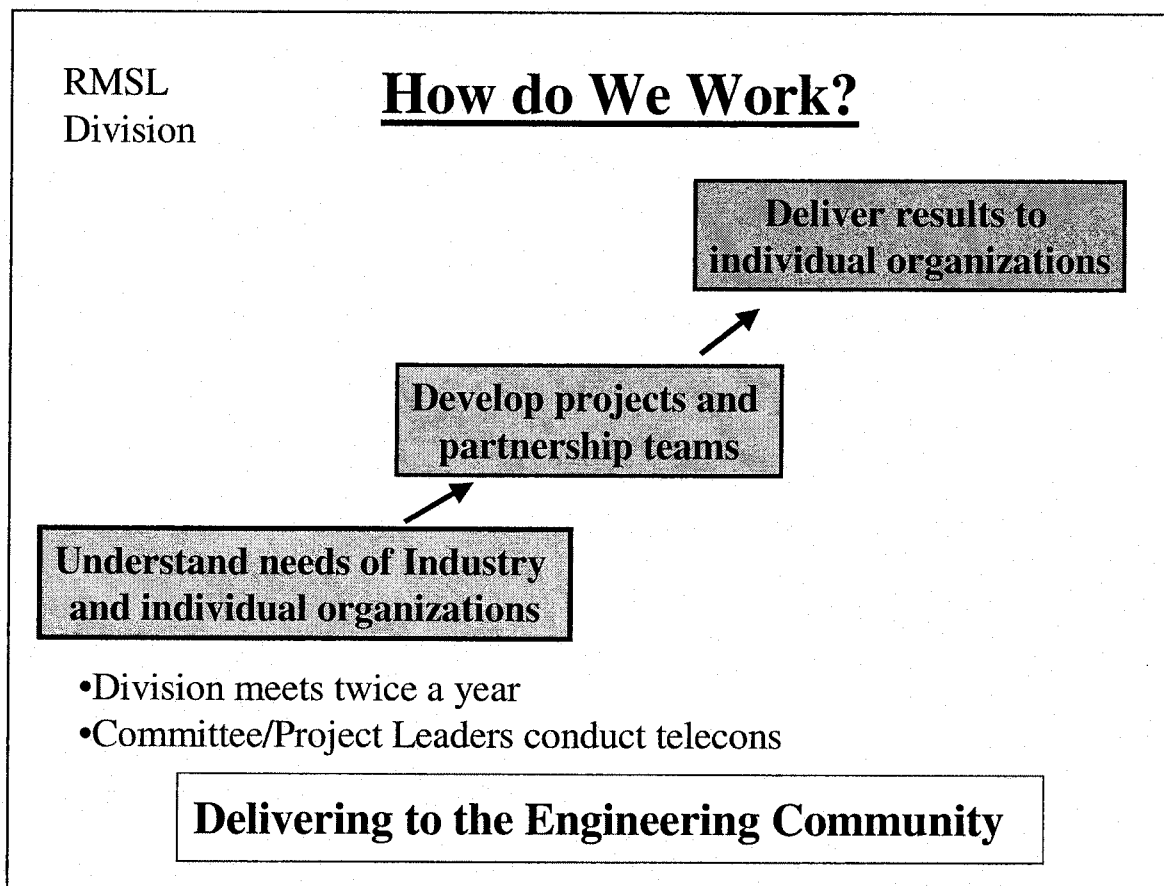 RMSL
Division
How do We Work?
Deliver results to
individual organizations
Develop projects and
partnership teams
Understand needs of Industry
and individual organizations
•Division meets twice a year
•Committee/Project Leaders conduct telecons
Delivering to the Engineering Community